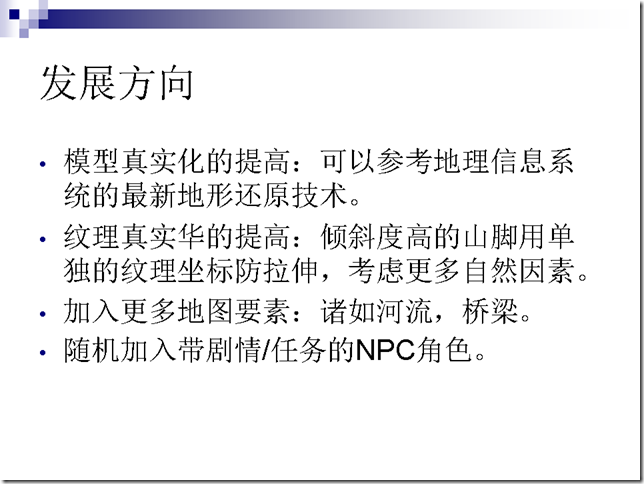 发展方向
• 模型真实化的提高：可以参考地理信息系
统的最新地形还原技术。
• 纹理真实华的提高：倾斜度高的山脚用单
独的纹理坐标防拉伸，考虑更多自然因素。
• 加入更多地图要素：诸如河流，桥梁。
• 随机加入带剧情/任务的NPC角色。